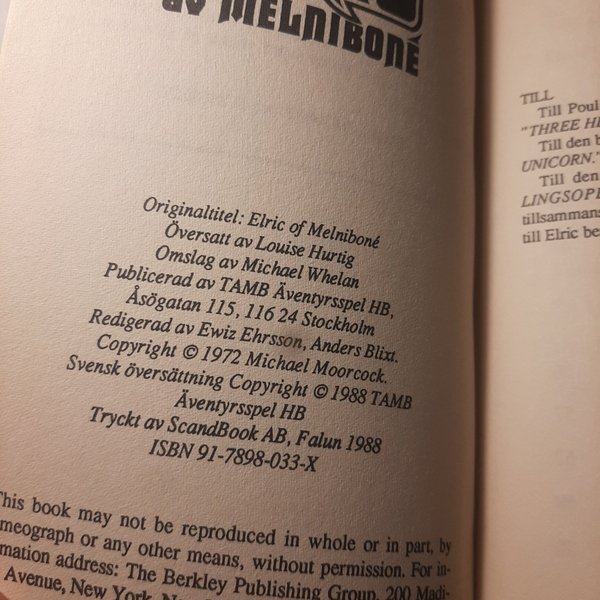 av MELNIBONÉ
Originaltitel: Elric of Melniboné
Översatt av Louise Hurtig
Omslag av Michael Whelan
Publicerad av TAMB Äventyrsspel HB,
Åsögatan 115, 116 24 Stockholm
Redigerad av Ewiz Ehrsson, Anders Blixt.
Copyright © 1972 Michael Moorcock.
Svensk översättning Copyright © 1988 TAMB
Äventyrsspel HB
Tryckt av ScandBook AB, Falun 1988
ISBN 91-7898-033-X
This book may not be reproduced in whole or in part, by
meograph or any other means, without permission. For in-
mation address: The Berkley Publishing Group, 200 Madi-
Avenue, New York,
TILL
Till Poul
"THREE
Till den
UNICORN."
Till den
LINGSOPE
tillsammans
till Elric be